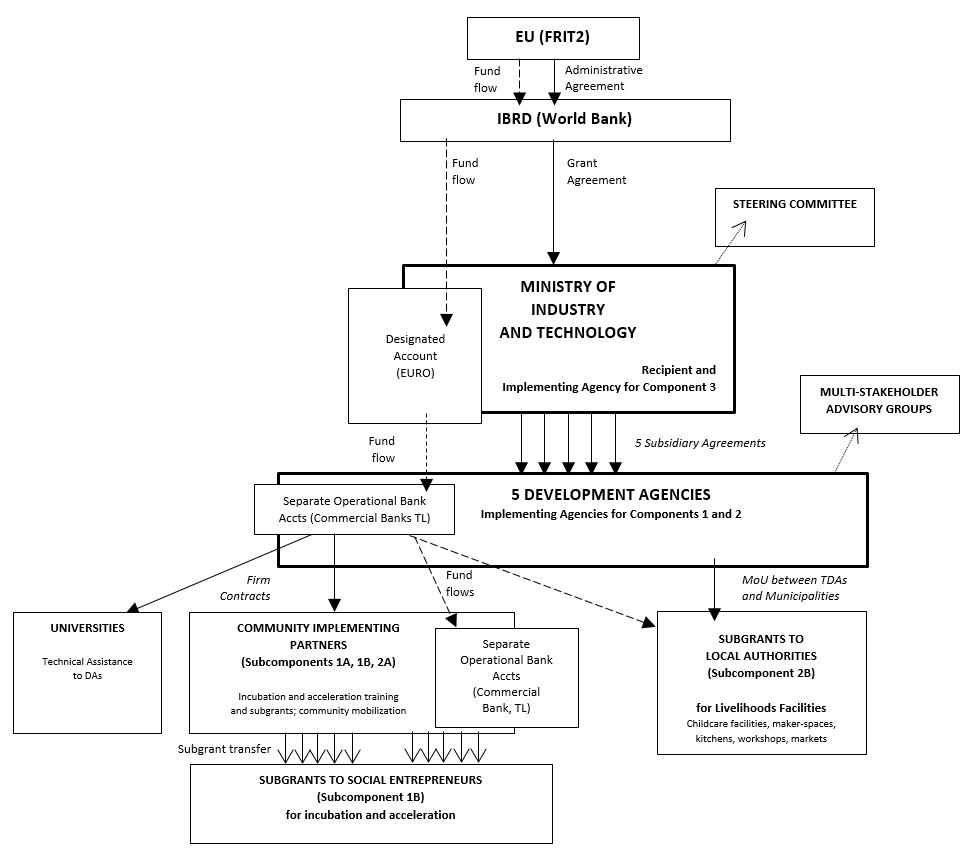 EU (FRIT2)
Fund
flow
Administrative
Agreement
IBRD (World Bank)
Fund
flow
Grant
Agreement
STEERING COMMITTEE
MINISTRY OF
INDUSTRY
AND TECHNOLOGY
Recipient and
Implementing Agency for Component 3
Designated
Account
(EURO)
MULTI-STAKEHOLDER
ADVISORY GROUPS
Fund
flow
5 Subsidiary Agreements
5 DEVELOPMENT AGENCIES
Implementing Agencies for Components 1 and 2
Separate Operational Bank
Accts (Commercial Banks TL)
Firm
Contracts
Fund
flows
MoU between TDAs
and Municipalities
UNIVERSITIES
Technical Assistance
to DAs
COMMUNITY IMPLEMENTING
PARTNERS
(Subcomponents 1A, 1B, 2A)
Incubation and acceleration training
and subgrants; community mobilization
Separate
Operational Bank
Accts
(Commercial
Bank, TL)
SUBGRANTS TO
LOCAL AUTHORITIES
(Subcomponent 2B)
for Livelihoods Facilities
Childcare facilities, maker-spaces,
kitchens, workshops, markets
Subgrant transfer
SUBGRANTS TO SOCIAL ENTREPRENEURS
(Subcomponent 1B)
for incubation and acceleration